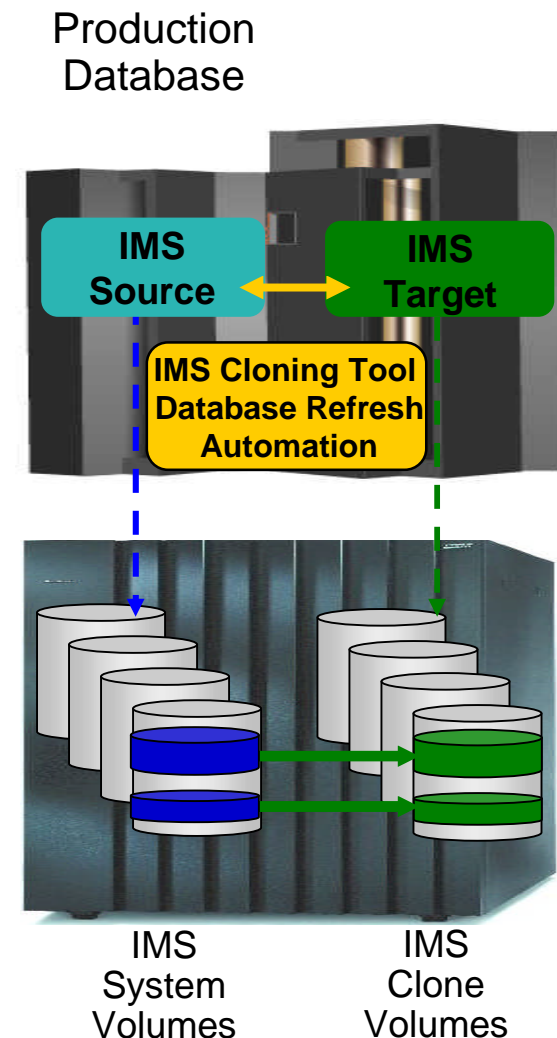 Production
Database
IMS
Source
IMS
Target
IMS Cloning Tool
Database Refresh
Automation
IMS
System
Volumes
IMS
Clone
Volumes